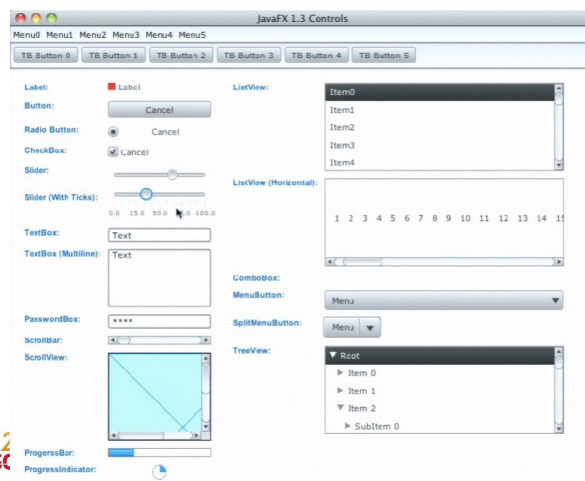 JavaFX 1.3 Controls
Menu0 Menu1 Menu2 Menu3 Menu4 Menu5
TB Button 0 TB Button 1 TB Button 2 TB Button 3 TB Button 4 TB Button 5
Label: Label
Button: Cancel
Radio Button: Cancel
CheckBox: Cancel
Slider:
Slider (With Ticks):
0.0 25.0 50.0 100.0
TextBox: Text
TextBox (Multiline): Text
PasswordBox: ****
ScrollBar:
ScrollView:
ProgerssBar:
ProgressIndicator:
ListView:
Item0
Item1
Item2
Item3
Item4
ListView (Horizontal):
1 2 3 4 5 6 7 8 9 10 11 12 13 14
ComboBox:
MenuButton: Menu
SplitMenuButton: Menu
TreeView:
Root
Item 0
Item 1
Item 2
SubItem 0